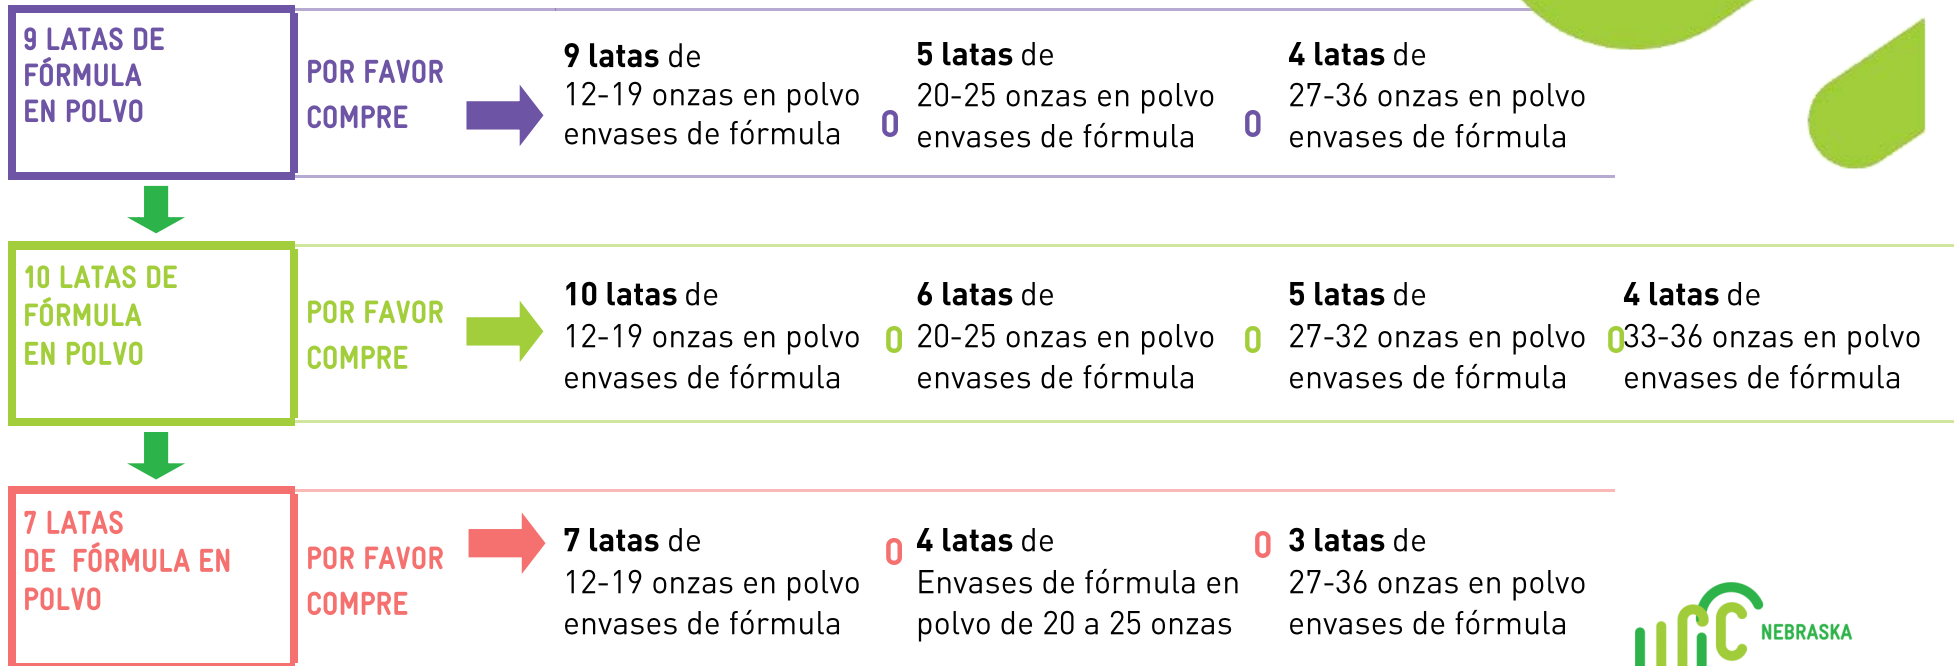 9 LATAS DE
FÓRMULA
EN POLVO
POR FAVOR
COMPRE
9 latas de
12-19 onzas en polvo
envases de fórmula
O
5 latas de
20-25 onzas en polvo
envases de fórmula
O
4 latas de
27-36 onzas en polvo
envases de fórmula
10 LATAS DE
FÓRMULA
EN POLVO
POR FAVOR
COMPRE
10 latas de
12-19 onzas en polvo
envases de fórmula
O
6 latas de
20-25 onzas en polvo
envases de fórmula
O
5 latas de
27-32 onzas en polvo
envases de fórmula
O
4 latas de
33-36 onzas en polvo
envases de fórmula
7 LATAS
DE FÓRMULA EN
POLVO
POR FAVOR
COMPRE
7 latas de
12-19 onzas en polvo
envases de fórmula
O
4 latas de
Envases de fórmula en
polvo de 20 a 25 onzas
O
3 latas de
27-36 onzas en polvo
envases de fórmula
wic NEBRASKA